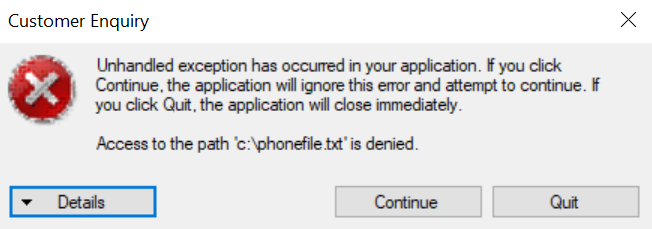 Customer Enquiry
Unhandled exception has occurred in your application. If you click
Continue, the application will ignore this error and attempt to continue. If
you click Quit, the application will close immediately.
Access to the path 'c:\phonefile.txt' is denied.
Details
Continue
Quit